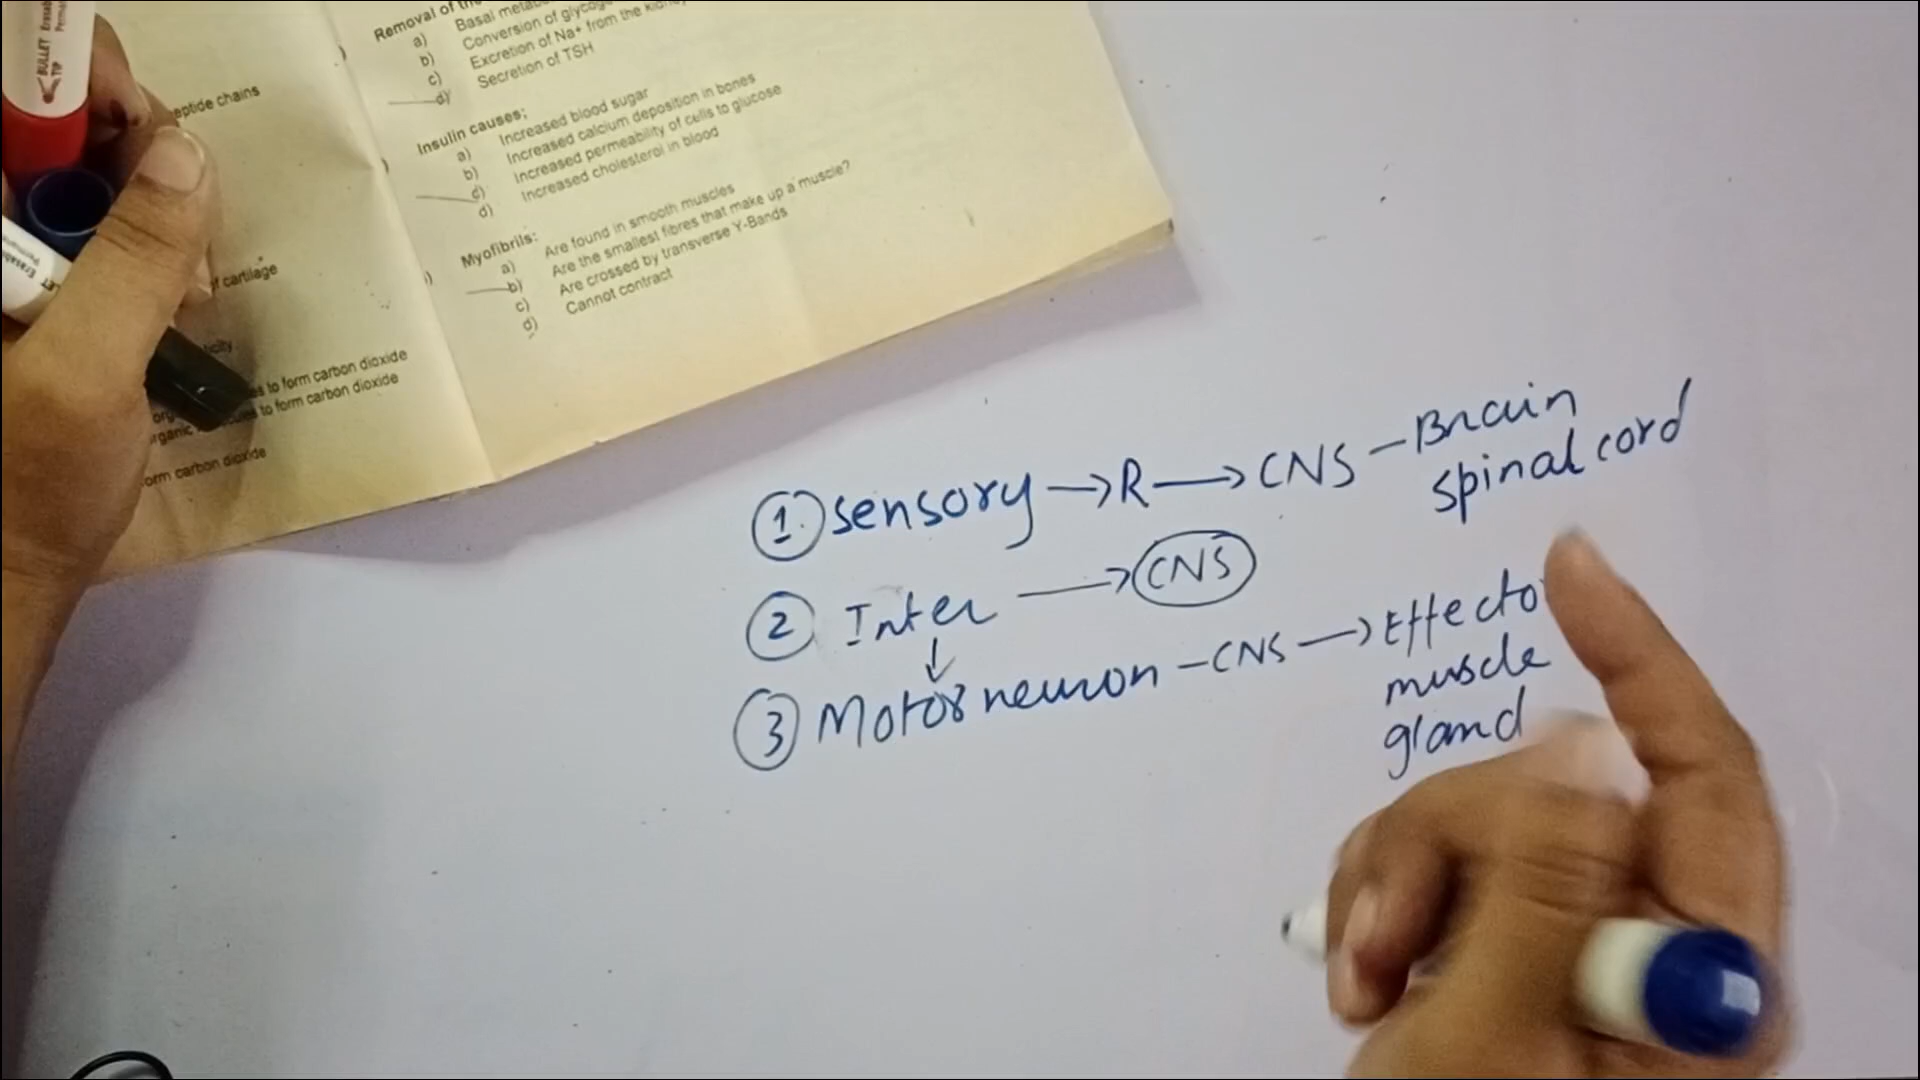 BULLET
TIP
Removal of
a)
b) Conversion of
c) Excretion of Na+ from the
d) Secretion of TSH
Insulin causes;
a) Increased blood sugar
b) Increased calcium deposition in bones
c) Increased permeability of cells to glucose
d) Increased cholesterol in blood
Myofibrils:
a) Are found in smooth muscles
b) Are the smallest fibres that make up a muscle?
c) Are crossed by transverse Y-Bands
d) Cannot contract
eptide chains
of cartilage
es to form carbon dioxide
to form carbon dioxide
orm carbon dioxide
1. Sensory → R → CNS - Brain
spinal cord
2 Inter → CNS
↓
3 Motor neuron - CNS → Effecto
muscle
gland